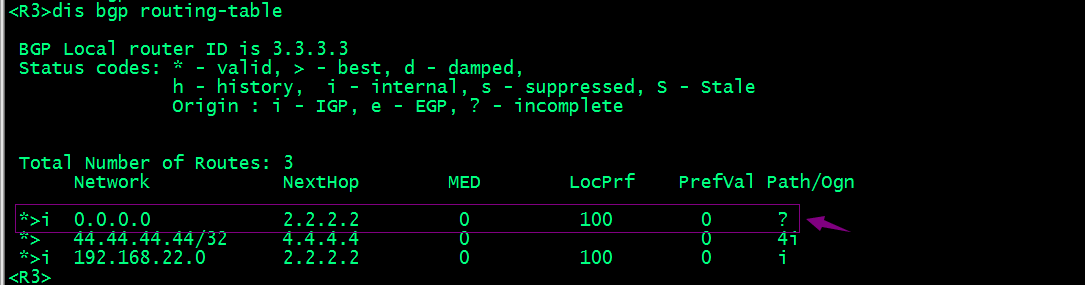 <R3>dis bgp routing-table
BGP Local router ID is 3.3.3.3
Status codes: * - valid, > - best, d - damped,
h - history,  i - internal, s - suppressed, S - Stale
Origin : i - IGP, e - EGP, ? - incomplete
Total Number of Routes: 3
Network NextHop MED LocPrf PrefVal Path/Ogn
*>i 0.0.0.0 2.2.2.2 0 100 0 ?
*> 44.44.44.44/32 4.4.4.4 0 0 4i
*>i 192.168.22.0 2.2.2.2 0 100 0 i
<R3>